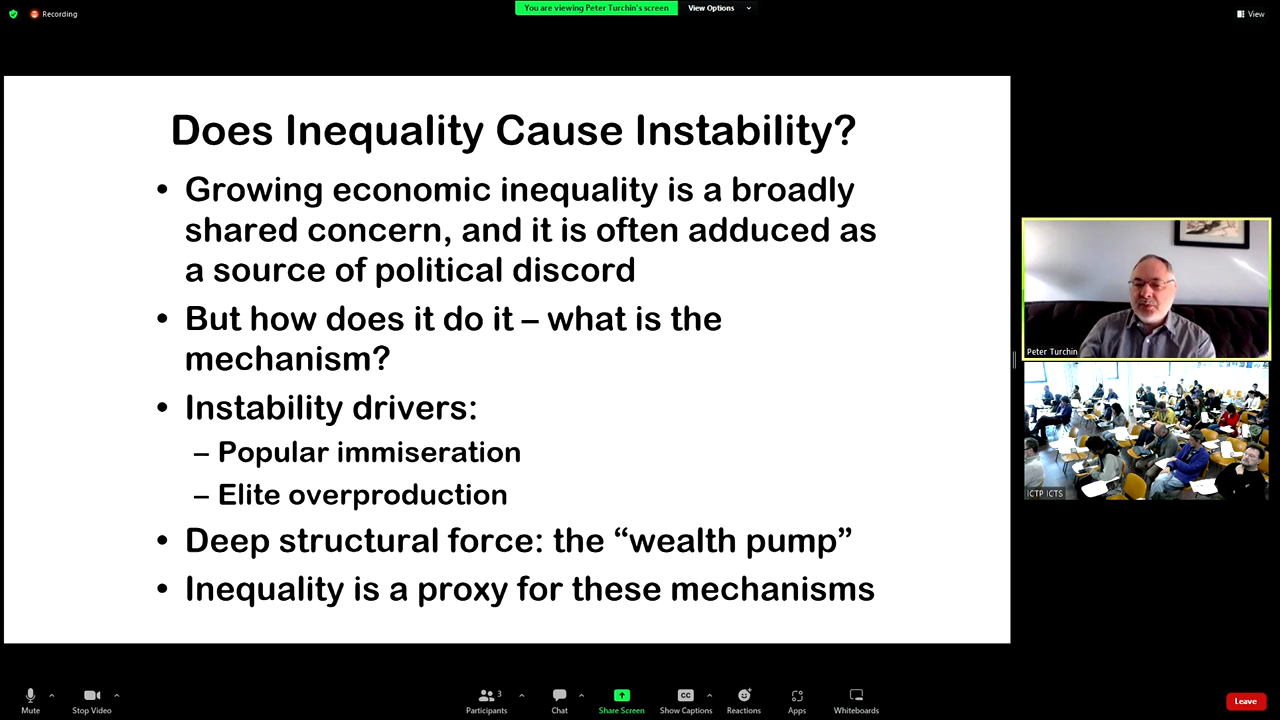 Recording
You are viewing Peter Turchin's screen
View Options
View
Does Inequality Cause Instability?
• Growing economic inequality is a broadly
shared concern, and it is often adduced as
a source of political discord
• But how does it do it – what is the
mechanism?
• Instability drivers:
– Popular immiseration
– Elite overproduction
• Deep structural force: the “wealth pump”
• Inequality is a proxy for these mechanisms
Peter Turchin
ICTP ICTS
Mute
Stop Video
Participants
3
Chat
Share Screen
CC
Show Captions
Reactions
Apps
Whiteboards
Leave